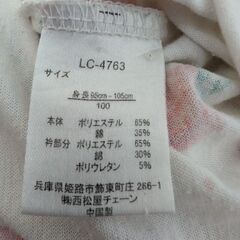 LC-4763
サイズ
身長95cm-105cm
100
本体 ポリエステル 65%
綿 35%
衿部分 ポリエステル 65%
綿 30%
ポリウレタン 5%
兵庫県姫路市飾東町庄 266-1
㈱西松屋チェーン
中国製